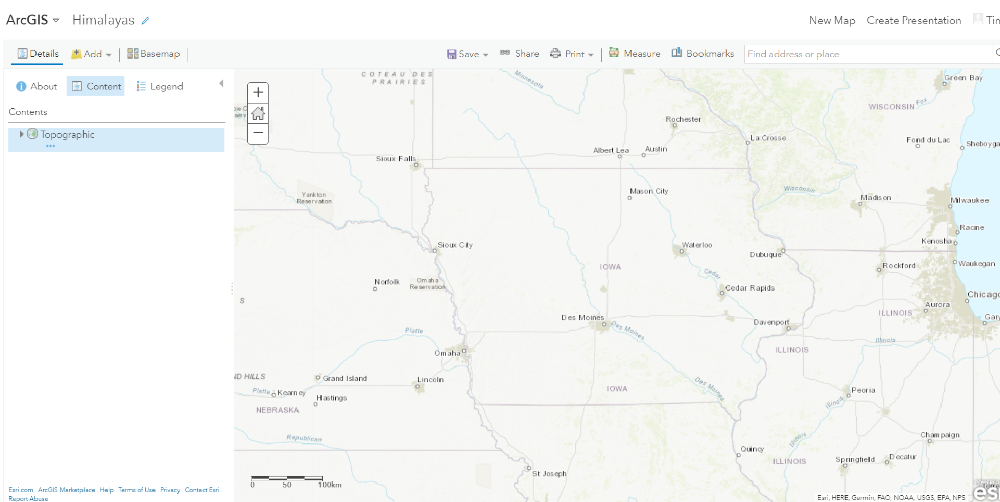 ArcGIS
Himalayas
New Map
Create Presentation
Details
Add
Basemap
Save
Share
Print
Measure
Bookmarks
Find address or place
About
Content
Legend
Contents
Topographic
COTEAU DES
PRAIRIES
Minnesota
Green Bay
WISCONSIN
Fox
Rochester
La Crosse
Fond du Lac
Albert Lea
Austin
Sioux Falls
Yankton
Reservation
Mason City
Wisconsin
Madison
Milwaukee
Racine
Kenosha
Sioux City
Waterloo
Dubuque
Rockford
Waukegan
IOWA
Cedar
Norfolk
Omaha
Reservation
Cedar Rapids
S
Aurora
ILLINOIS
Des Moines
Des Moines
Davenport
Platte
Illinois
Omaha
ILLINOIS
ND HILLS
Grand Island
Lincoln
Des Moines
Platte
Kearney
Hastings
IOWA
Peoria
Illinois
NEBRASKA
Republican
Illinois
Champaign
Quincy
ILLINOIS
Springfield
Decatur
St Joseph
0 50 100km
POWERED
Esri.com . ArcGIS Marketplace . Help . Terms of Use . Privacy . Contact Esri .
Report Abuse
Esri, HERE, Garmin, FAO, NOAA, USGS, EPA, NPS